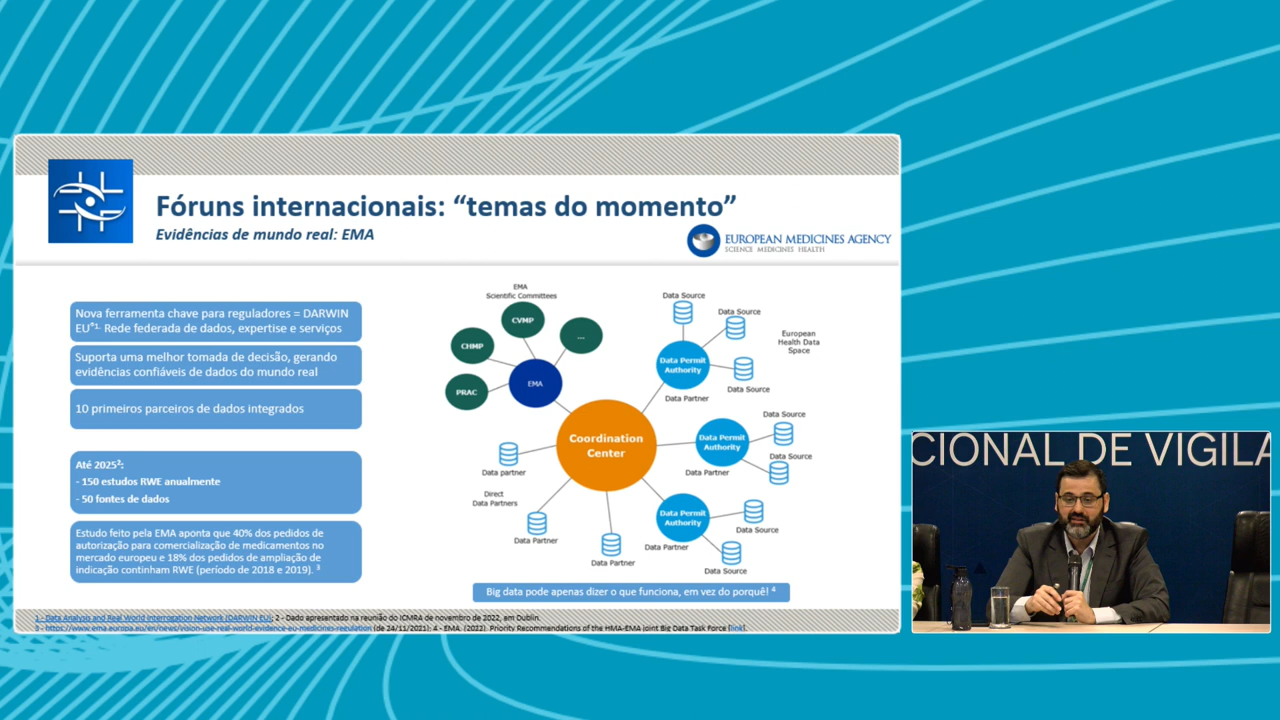 Fóruns internacionais: “temas do momento”
Evidências de mundo real: EMA
EUROPEAN MEDICINES AGENCY
SCIENCE MEDICINES HEALTH
Nova ferramenta chave para reguladores = DARWIN
EU®¹. Rede federada de dados, expertise e serviços
Suporta uma melhor tomada de decisão, gerando
evidências confiáveis de dados do mundo real
10 primeiros parceiros de dados integrados
Até 2025²:
- 150 estudos RWE anualmente
- 50 fontes de dados
Estudo feito pela EMA aponta que 40% dos pedidos de
autorização para comercialização de medicamentos no
mercado europeu e 18% dos pedidos de ampliação de
indicação continham RWE (período de 2018 e 2019). ³
EMA
Scientific Committees
CVMP
...
CHMP
PRAC
EMA
Coordination
Center
Data partner
Direct
Data Partners
Data Partner
Data Partner
Data Source
Data Source
European
Health Data
Space
Data Permit
Authority
Data Source
Data Partner
Data Source
Data Permit
Authority
Data Source
Data Partner
Data Permit
Authority
Data Source
Data Partner
Data Source
Big data pode apenas dizer o que funciona, em vez do porquê! ⁴
1 - Data Analysis and Real World Interrogation Network (DARWIN EU); 2 - Dado apresentado na reunião do ICMRA de novembro de 2022, em Dublin.
3 - https://www.ema.europa.eu/en/news/vision-use-real-world-evidence-eu-medicines-regulation (de 24/11/2021); 4 - EMA. (2022). Priority Recommendations of the HMA-EMA joint Big Data Task Force [link].
CIONAL DE VIGILA